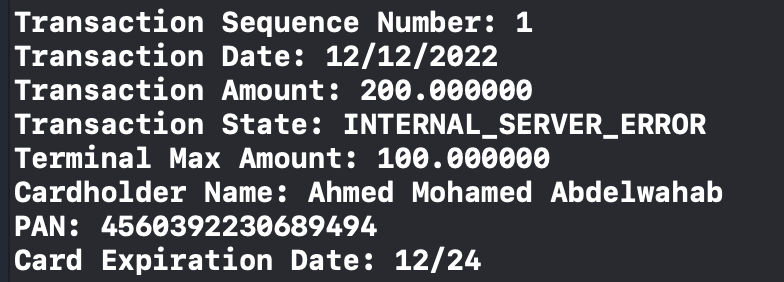 Transaction Sequence Number: 1
Transaction Date: 12/12/2022
Transaction Amount: 200.000000
Transaction State: INTERNAL_SERVER_ERROR
Terminal Max Amount: 100.000000
Cardholder Name: Ahmed Mohamed Abdelwahab
PAN: 4560392230689494
Card Expiration Date: 12/24